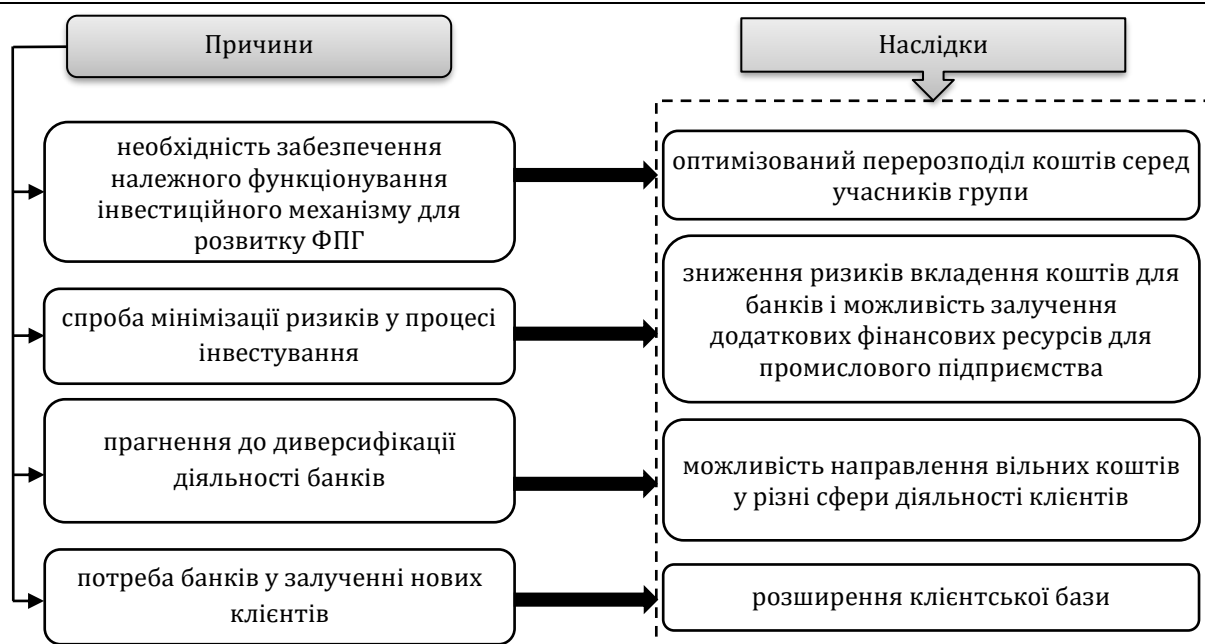 Причини
Наслідки
необхідність забезпечення
належного функціонування
інвестиційного механізму для
розвитку ФПГ
оптимізований перерозподіл коштів серед
учасників групи
спроба мінімізації ризиків у процесі
інвестування
зниження ризиків вкладення коштів для
банків і можливість залучення
додаткових фінансових ресурсів для
промислового підприємства
прагнення до диверсифікації
діяльності банків
можливість направлення вільних коштів
у різні сфери діяльності клієнтів
потреба банків у залученні нових
клієнтів
розширення клієнтської бази